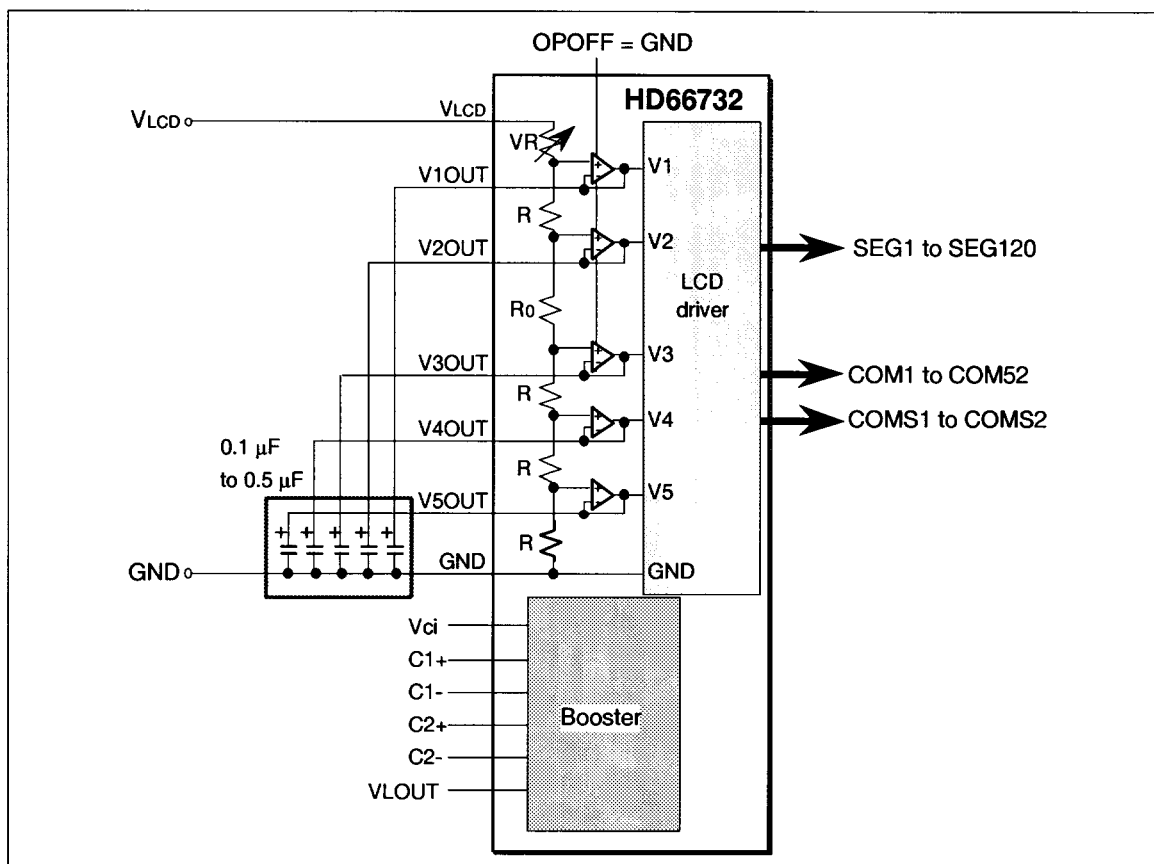 OPOFF = GND
HD66732
VLCD
VLCD
VR
V1
V1OUT
R
V2
V2OUT
SEG1 to SEG120
LCD
driver
R0
V3
V3OUT
COM1 to COM52
R
V4
COMS1 to COMS2
V4OUT
0.1 µF
to 0.5 µF
R
V5
V5OUT
+ + + + +
R
GND
GND
GND
Vci
C1+
C1-
Booster
C2+
C2-
VLOUT